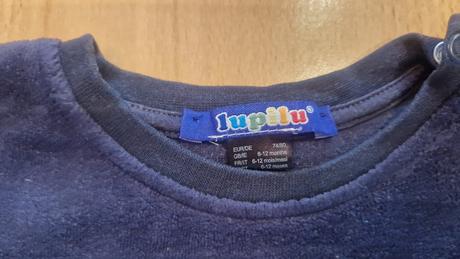 lupilu®
EUR/DE 74/80
GB/IE 6-12 months
FR/IT 6-12 mois/mesi
6-12 meses